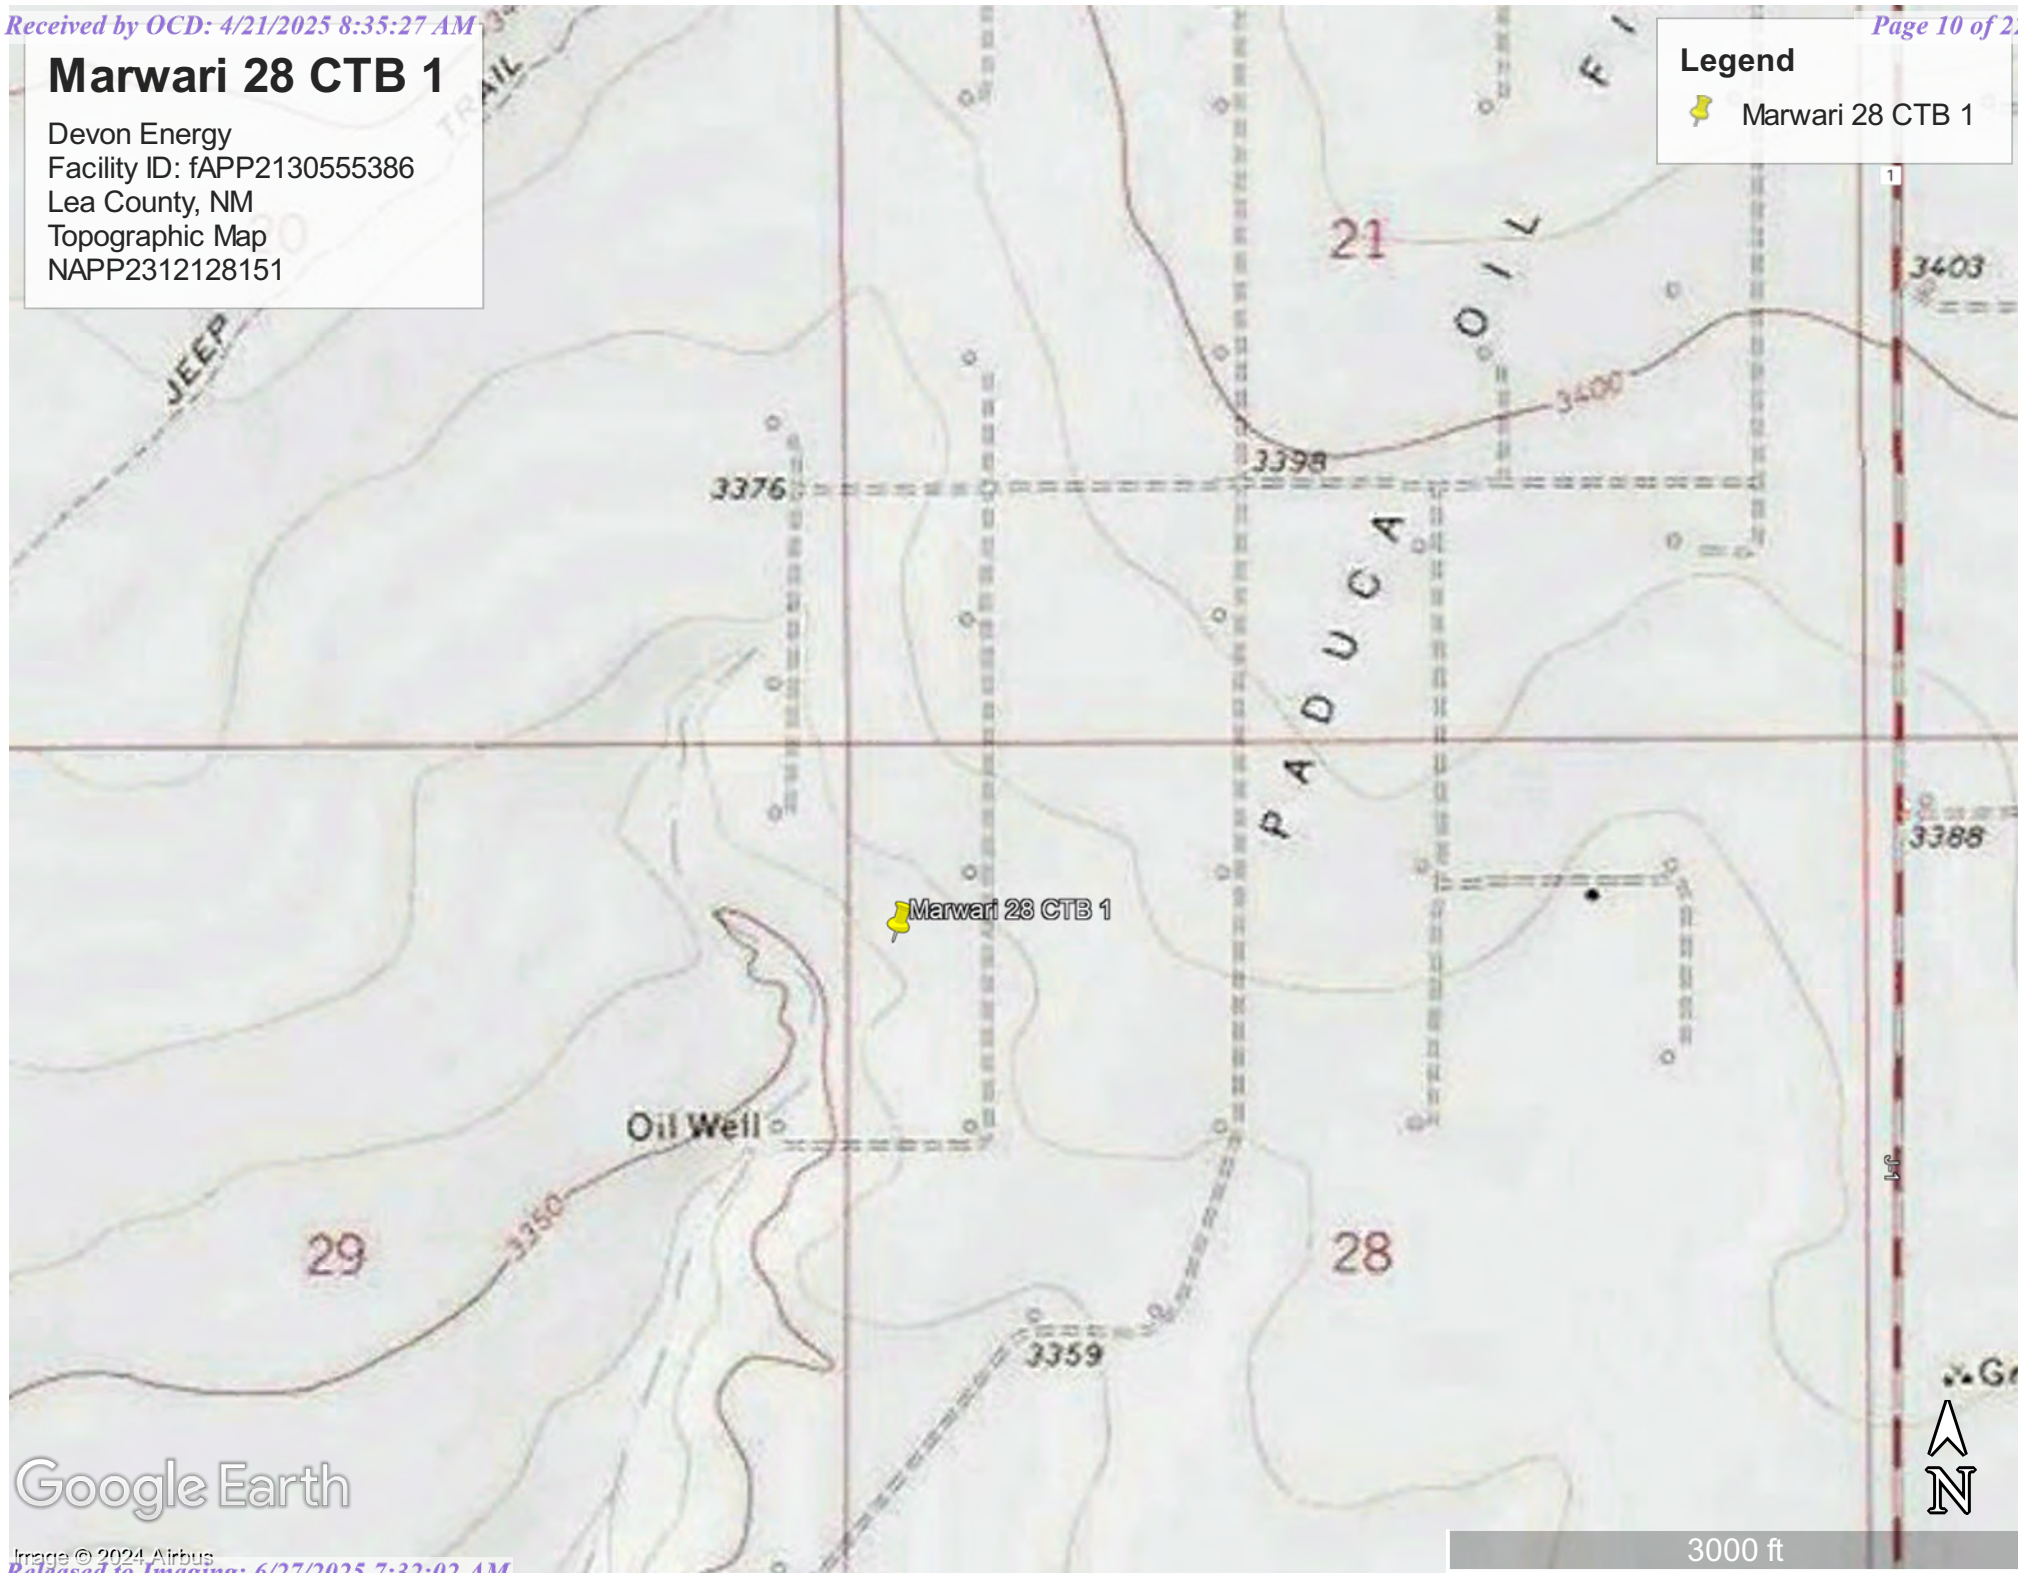 Received by OCD: 4/21/2025 8:35:27 AM
Page 10 of
Marwari 28 CTB 1
Devon Energy
Facility ID: fAPP2130555386
Lea County, NM
Topographic Map
NAPP2312128151
Legend
Marwari 28 CTB 1
TRAIL
JEEP
1
21
OIL
3403
3400
3398
3376
PADUCA
3388
Marwari 28 CTB 1
Oil Well
J-1
3350
29
28
3359
N
Google Earth
Image © 2024 Airbus
3000 ft
Released to Imaging: 6/27/2025 7:32:02 AM